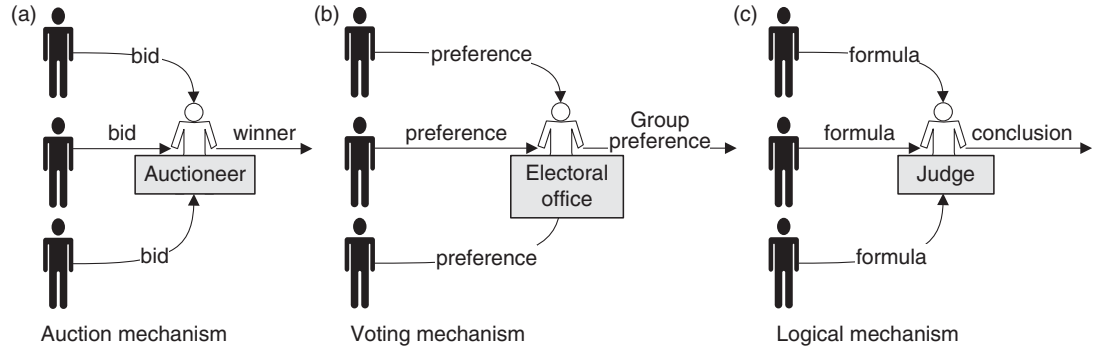 (a)
bid
bid
winner
Auctioneer
bid
Auction mechanism
(b)
preference
preference
Group
preference
Electoral
office
preference
Voting mechanism
(c)
formula
formula
conclusion
Judge
formula
Logical mechanism